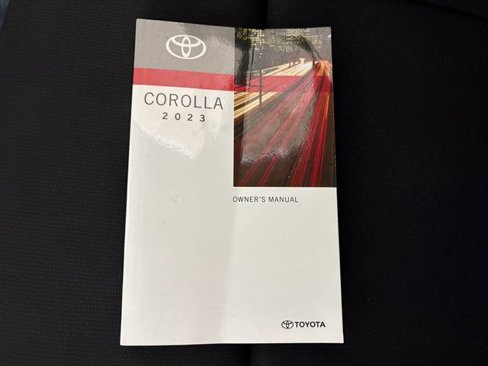 COROLLA
2023
OWNER'S MANUAL
TOYOTA